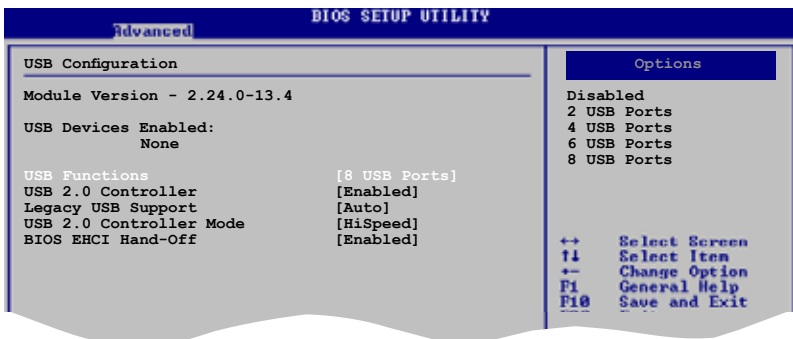 BIOS SETUP UTILITY
Advanced
USB Configuration
Module Version - 2.24.0-13.4
USB Devices Enabled:
None
USB Functions [8 USB Ports]
USB 2.0 Controller [Enabled]
Legacy USB Support [Auto]
USB 2.0 Controller Mode [HiSpeed]
BIOS EHCI Hand-Off [Enabled]
Options
Disabled
2 USB Ports
4 USB Ports
6 USB Ports
8 USB Ports
↔ Select Screen
↑↓ Select Item
+- Change Option
F1 General Help
F10 Save and Exit